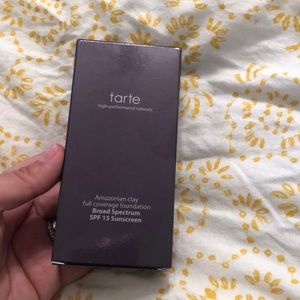 tarte
high-performance naturals
Amazonian clay
full coverage foundation
Broad Spectrum
SPF 15 Sunscreen